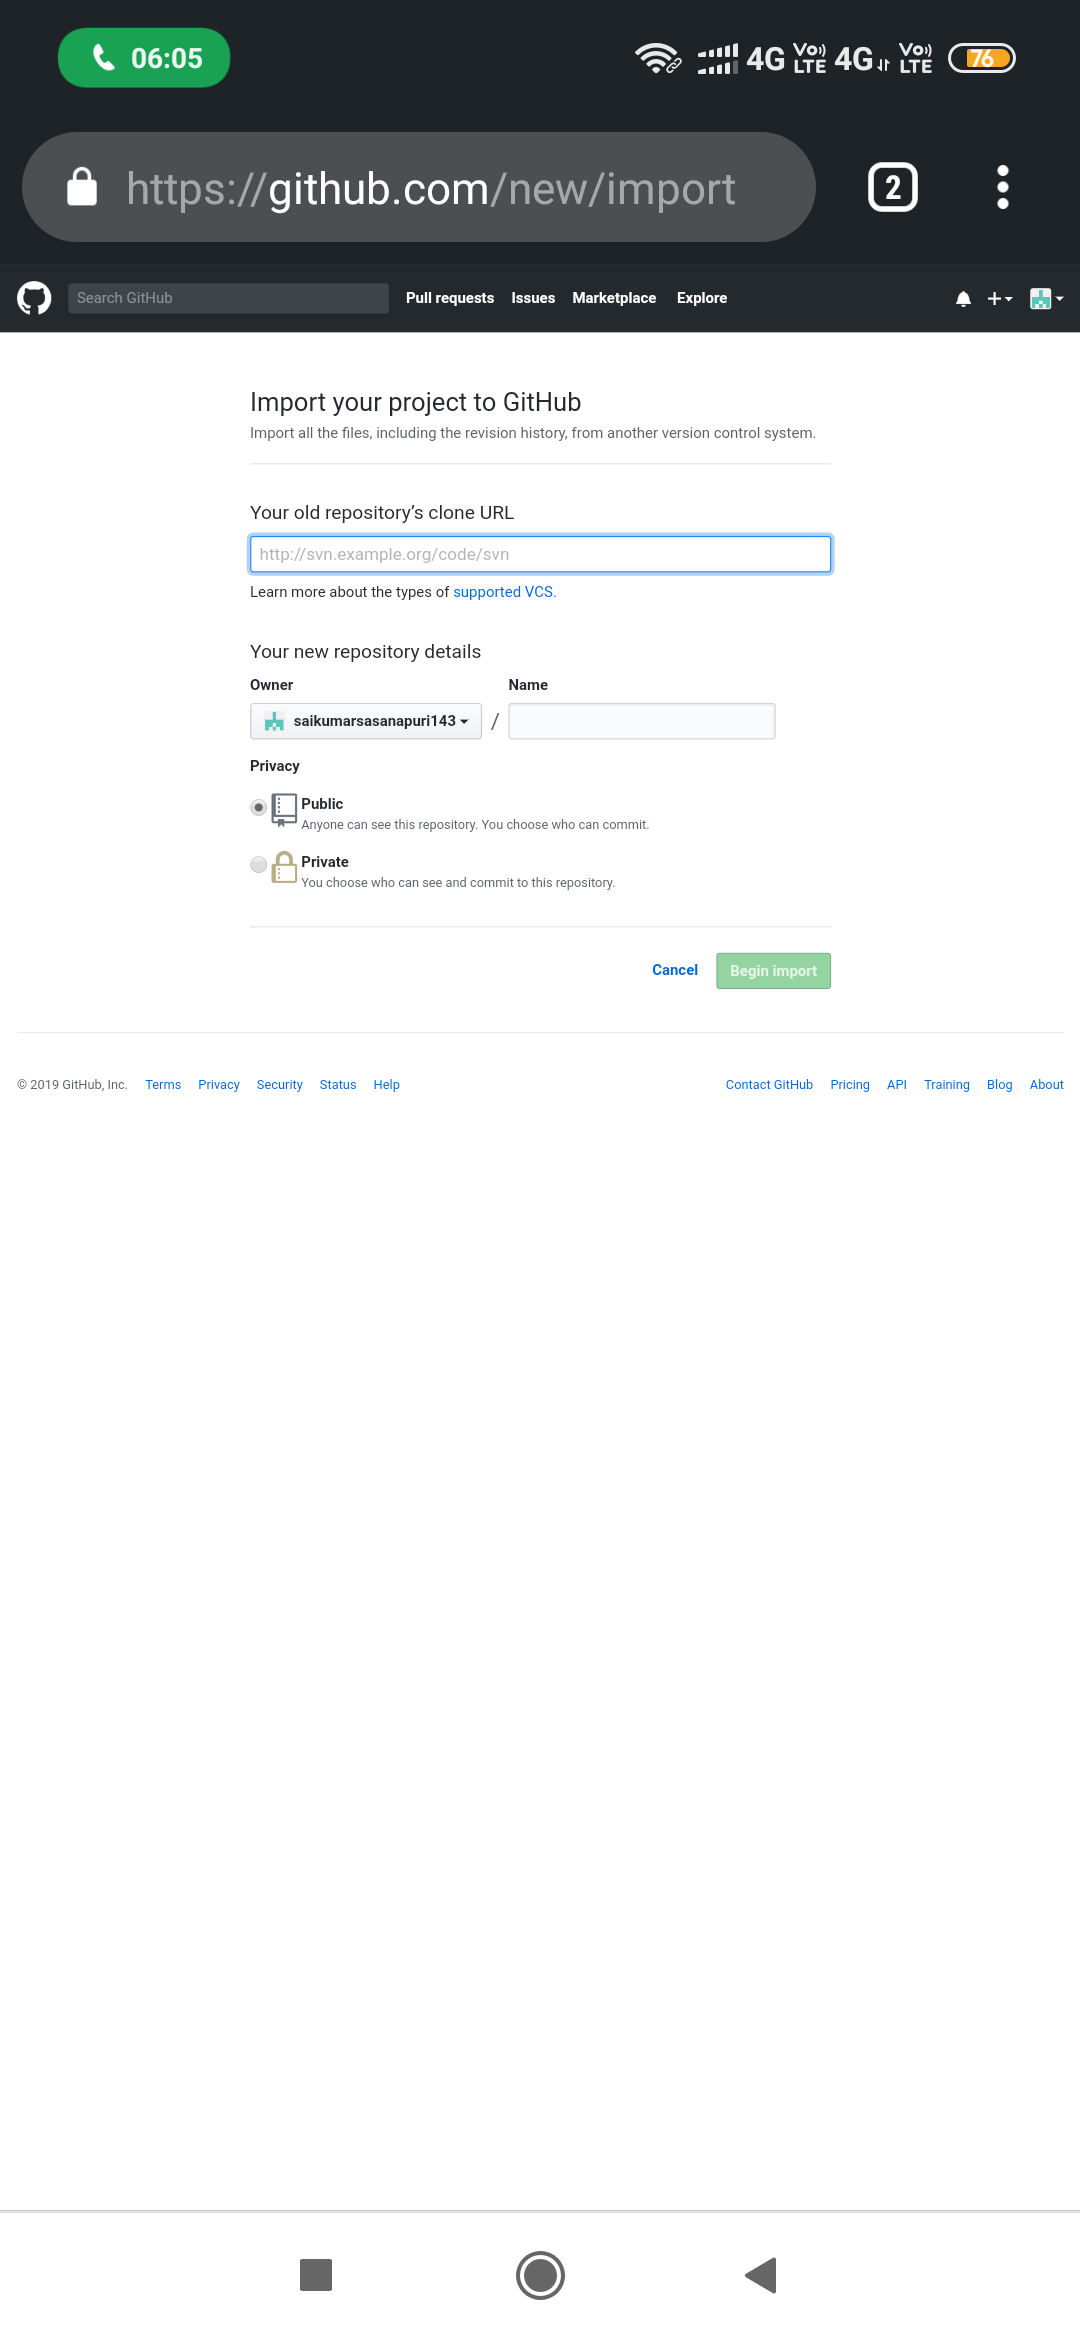 06:05 4G VoLTE 4G VoLTE 76
https://github.com/new/import 2
Search GitHub Pull requests Issues Marketplace Explore
Import your project to GitHub
Import all the files, including the revision history, from another version control system.
Your old repository’s clone URL
http://svn.example.org/code/svn
Learn more about the types of supported VCS.
Your new repository details
Owner Name
saikumarsasanapuri143 /
Privacy
Public
Anyone can see this repository. You choose who can commit.
Private
You choose who can see and commit to this repository.
Cancel Begin import
© 2019 GitHub, Inc. Terms Privacy Security Status Help Contact GitHub Pricing API Training Blog About